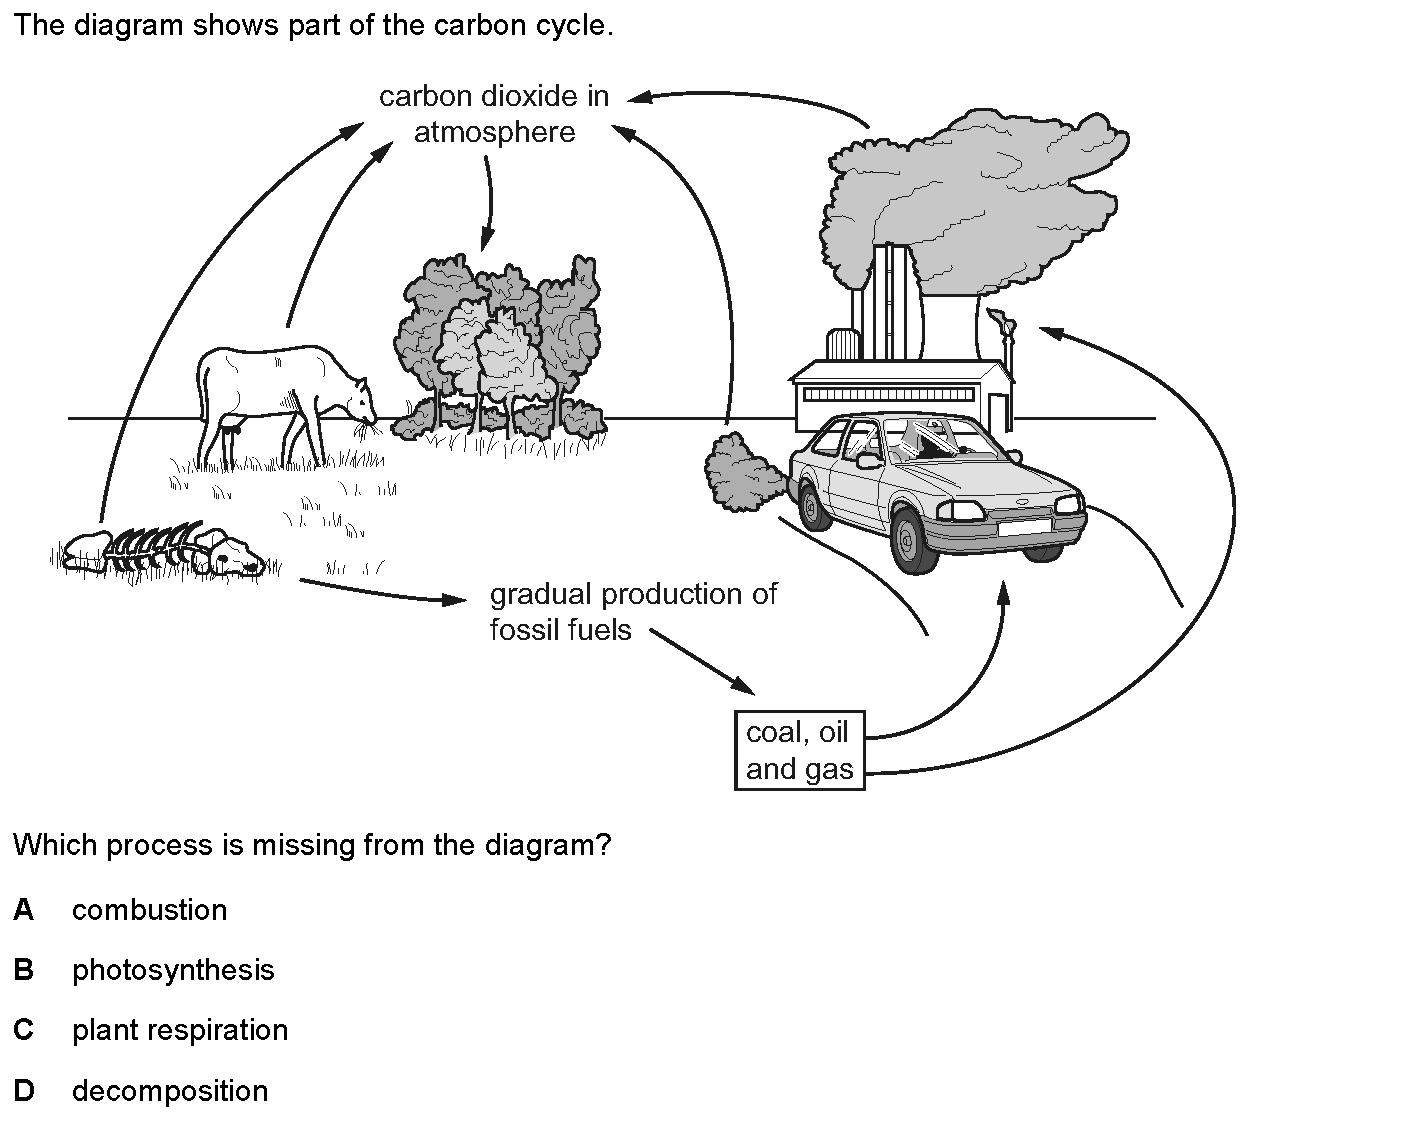 The diagram shows part of the carbon cycle.
carbon dioxide in
atmosphere
gradual production of
fossil fuels
coal, oil
and gas
Which process is missing from the diagram?
A combustion
B photosynthesis
C plant respiration
D decomposition